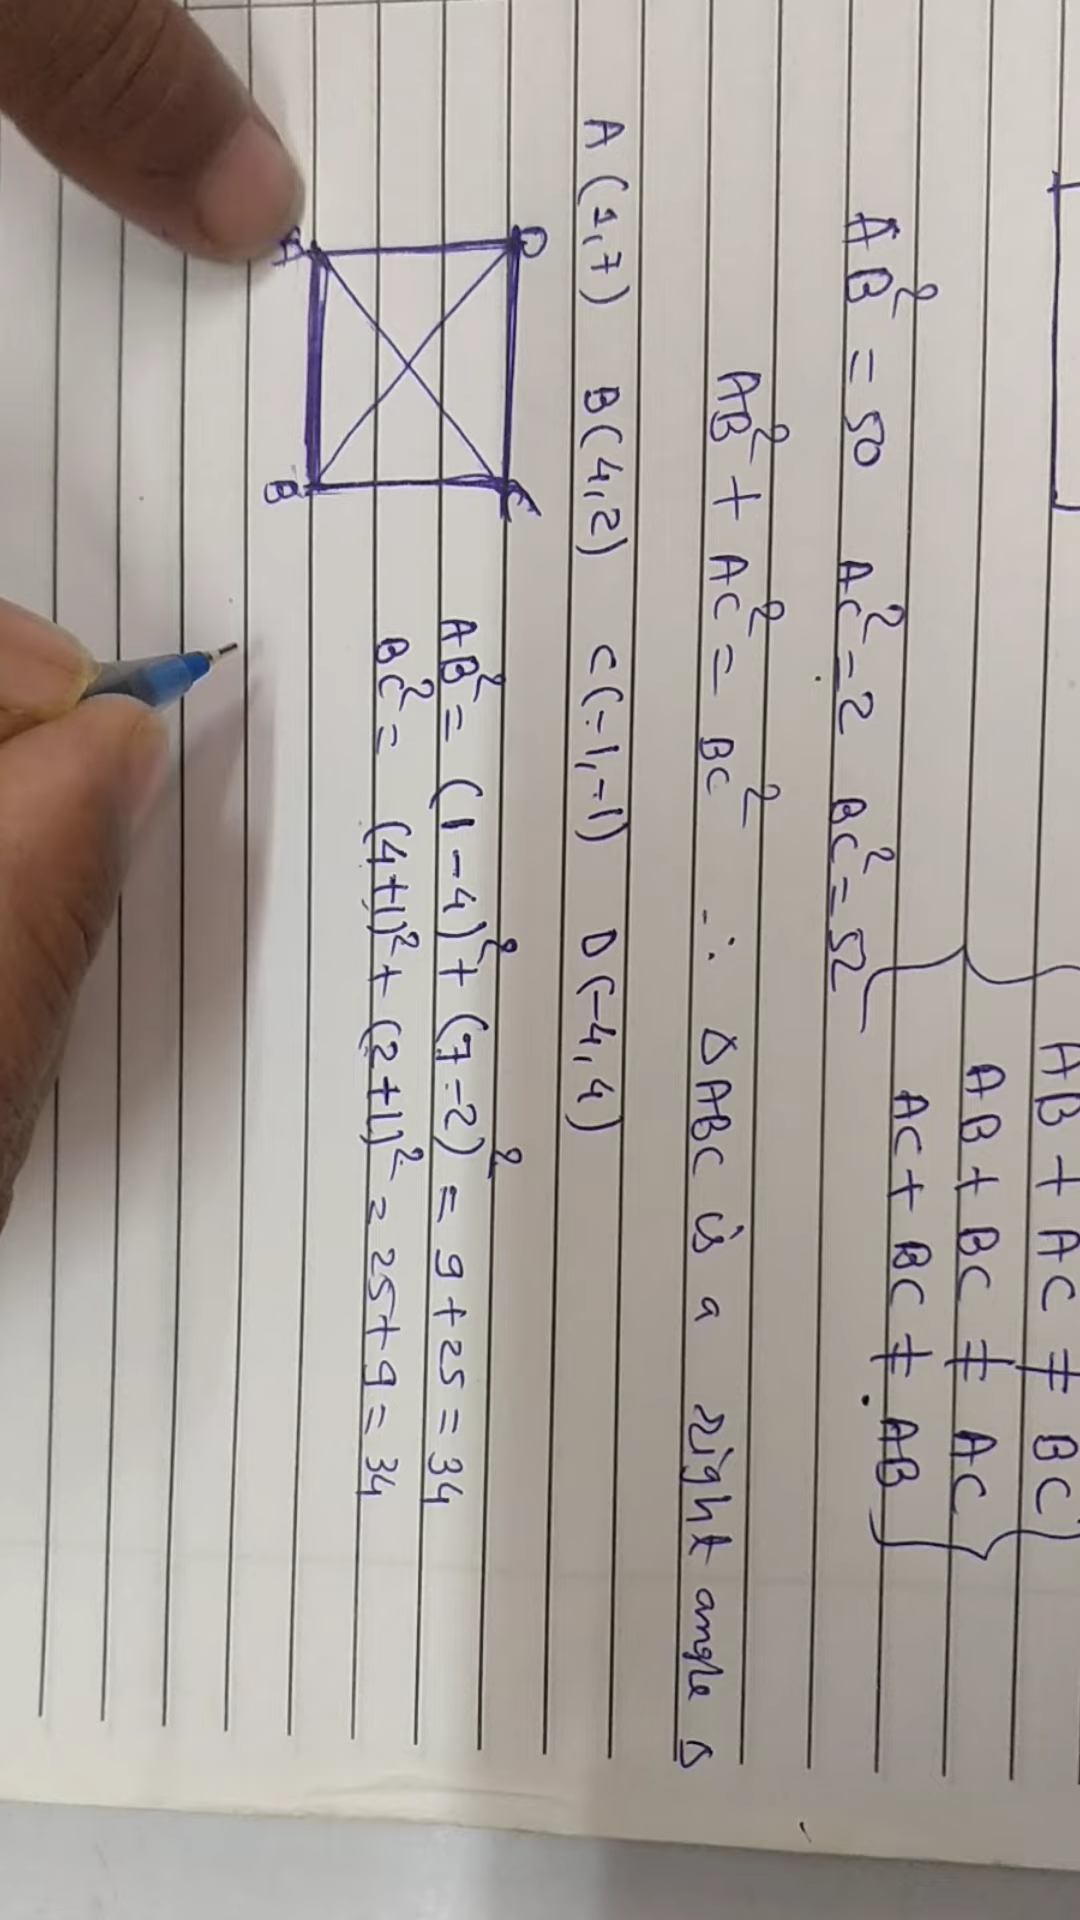 AB + AC ≠ BC
AB + BC ≠ AC
AC + BC ≠ AB
AB² = 50 AC² = 2 BC² = 52
AB² + AC² = BC² ∴ ΔABC is a right angle Δ
A (1,7) B(4,2) C(-1,-1) D(-4,4)
D C
A B
AB² = (1-4)² + (7-2)² = 9+25 = 34
BC² = (4+1)² + (2+1)² = 25+9 = 34